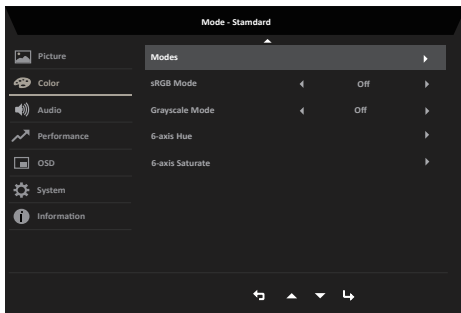 Mode - Stamdard
Picture
Modes
Color
sRGB Mode Off
Audio
Grayscale Mode Off
Performance
6-axis Hue
OSD
6-axis Saturate
System
Information